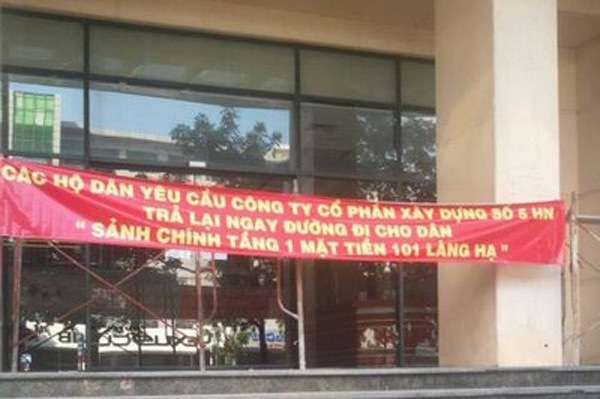 CÁC HỘ DÂN YÊU CẦU CÔNG TY CỔ PHẦN XÂY DỰNG SỐ 5 HN
TRẢ LẠI NGAY ĐƯỜNG ĐI CHO DÂN
" SẢNH CHÍNH TẦNG 1 MẶT TIỀN 101 LÁNG HẠ "